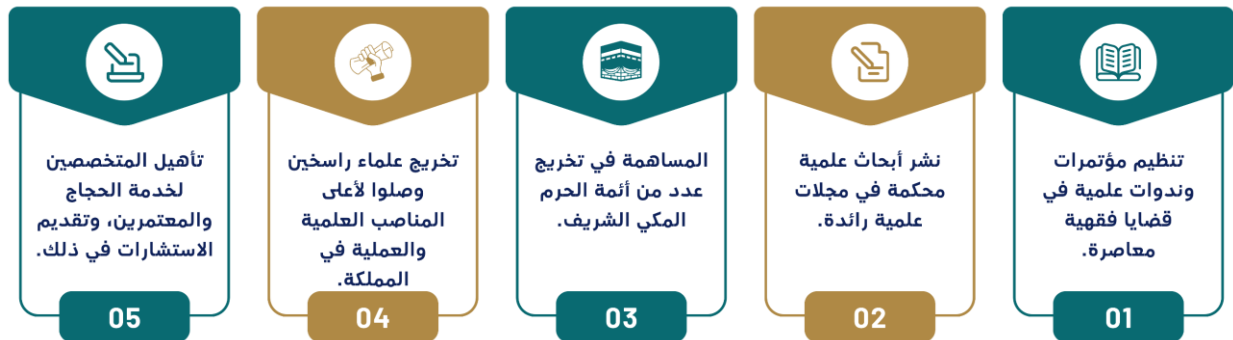 تنظيم مؤتمرات
وندوات علمية في
قضايا فقهية
معاصرة.
01
نشر أبحاث علمية
محكمة في مجلات
علمية رائدة.
02
المساهمة في تخريج
عدد من أئمة الحرم
المكي الشريف.
03
تخريج علماء راسخين
وصلوا لأعلى
المناصب العلمية
والعملية في
المملكة.
04
تأهيل المتخصصين
لخدمة الحجاج
والمعتمرين، وتقديم
الاستشارات في ذلك.
05